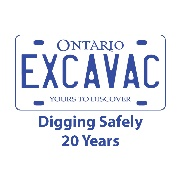 ONTARIO
EXCAVAC
YOURS TO DISCOVER
Digging Safely
20 Years